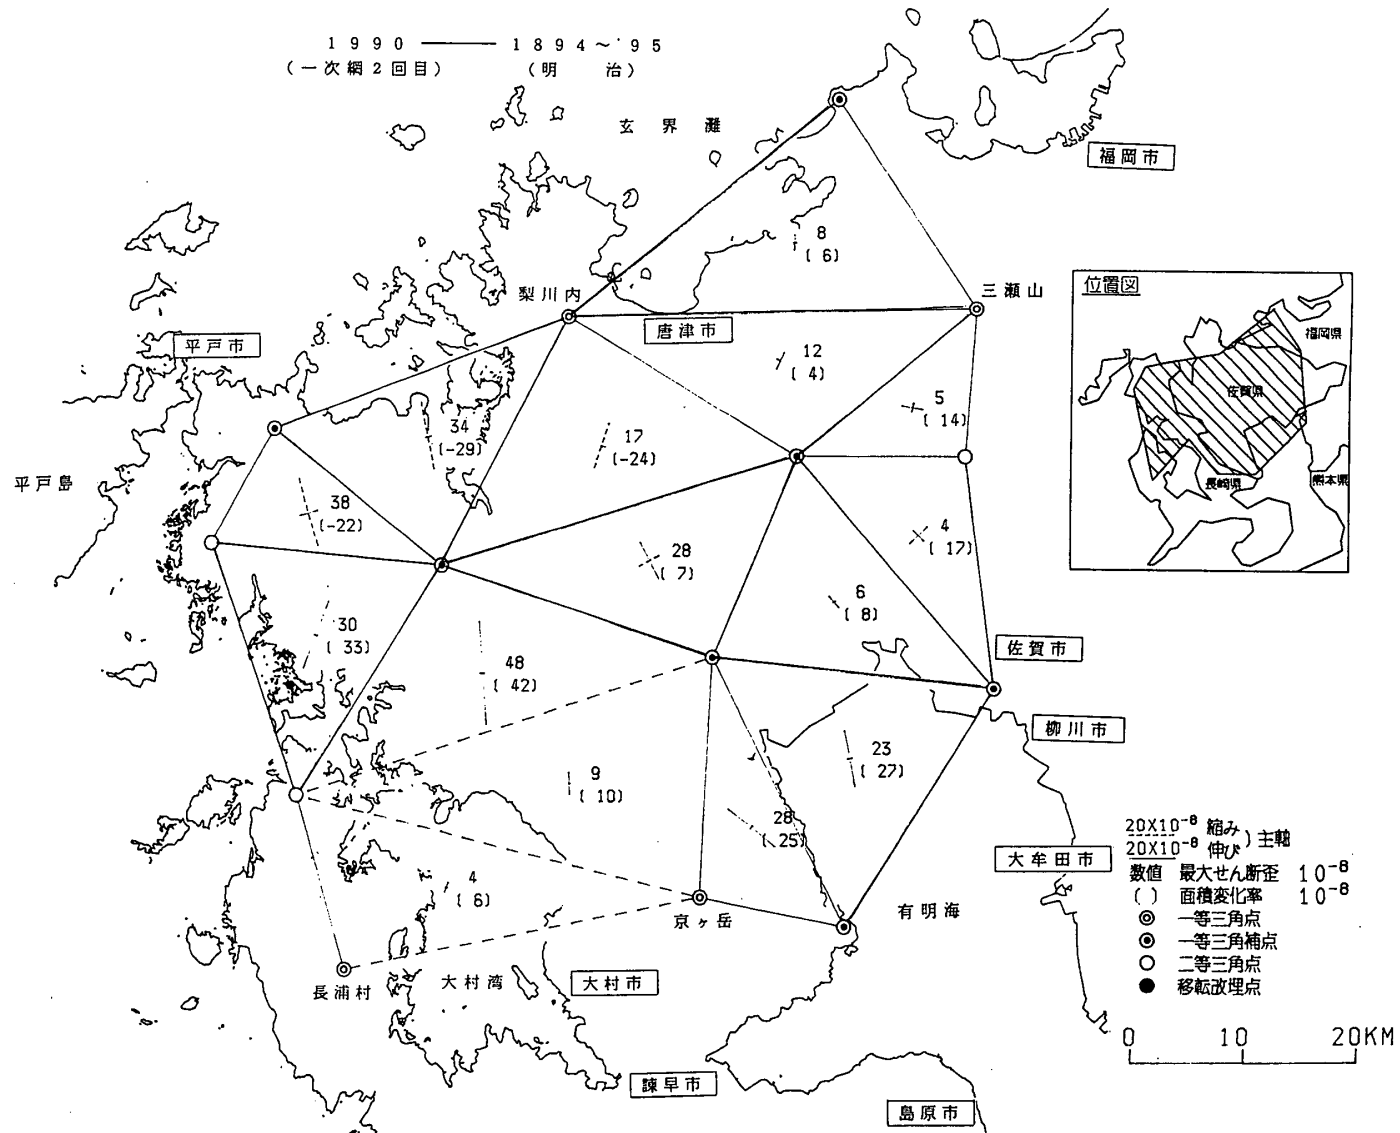 1990 ―― 1894～'95
(一次網2回目) (明 治)
玄 界 灘
福岡市
8
( 6)
梨川内
三瀬山
唐津市
平戸市
12
( 4)
5
( 14)
34
(-29)
17
(-24)
平戸島
38
(-22)
4
( 17)
28
( 7)
6
( 8)
30
( 33)
48
( 42)
佐賀市
柳川市
23
( 27)
9
( 10)
28
( 25)
大牟田市
4
( 6)
京ヶ岳
有明海
長浦村
大村湾
大村市
諫早市
島原市
位置図
福岡県
佐賀県
長崎県
熊本県
20X10⁻⁸ 縮み
20X10⁻⁸ 伸び ) 主軸
数値 最大せん断歪 10⁻⁸
( ) 面積変化率 10⁻⁸
◎ 一等三角点
一等三角補点
○ 二等三角点
● 移転改埋点
0 10 20KM